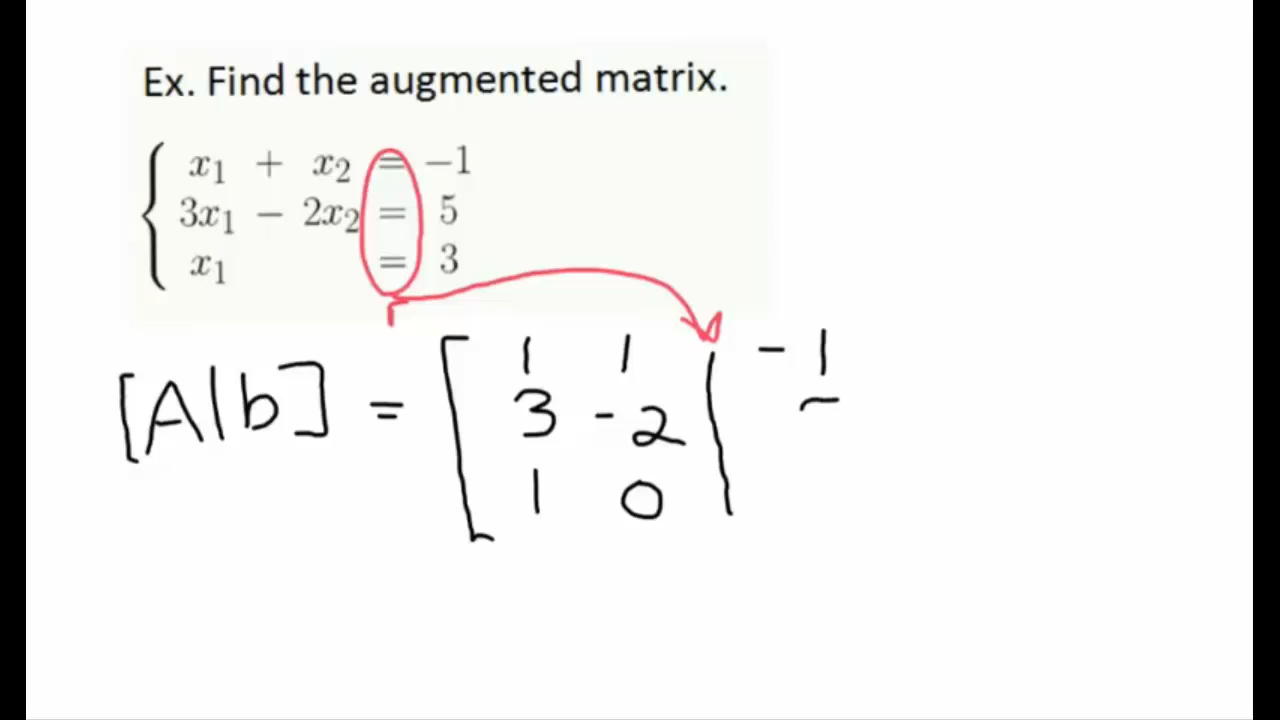 Ex. Find the augmented matrix.
x₁ + x₂ = −1
3x₁ − 2x₂ = 5
x₁ = 3
[A|b] = [ 1 1 | -1
3 -2 |
1 0 |